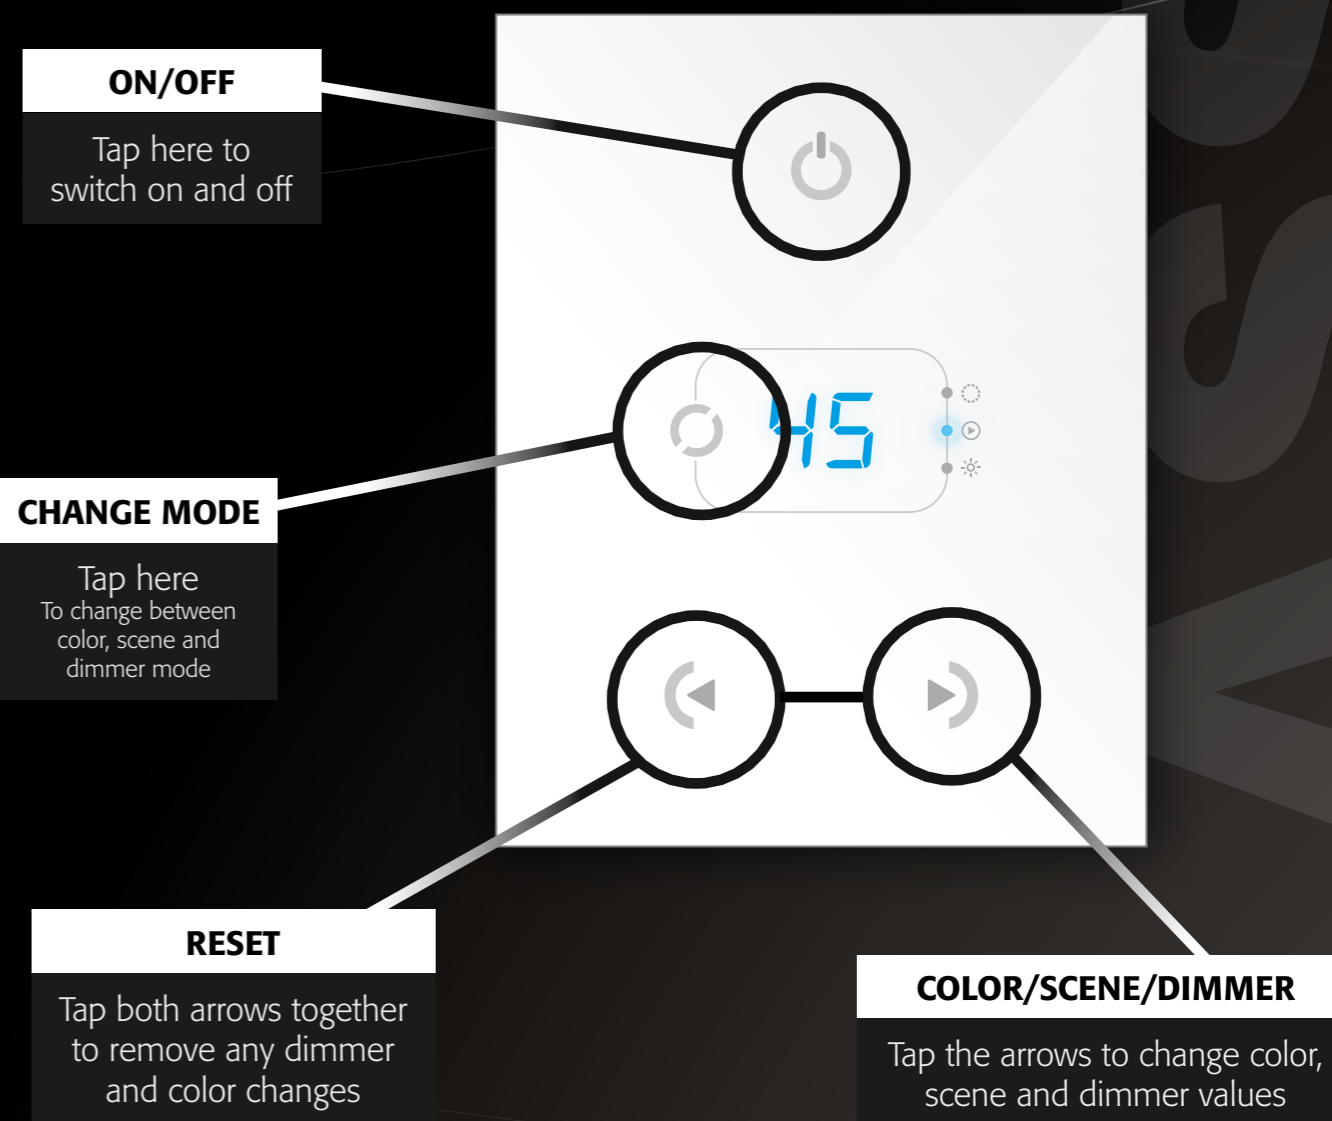 ON/OFF
Tap here to
switch on and off
45
CHANGE MODE
Tap here
To change between
color, scene and
dimmer mode
RESET
Tap both arrows together
to remove any dimmer
and color changes
COLOR/SCENE/DIMMER
Tap the arrows to change color,
scene and dimmer values